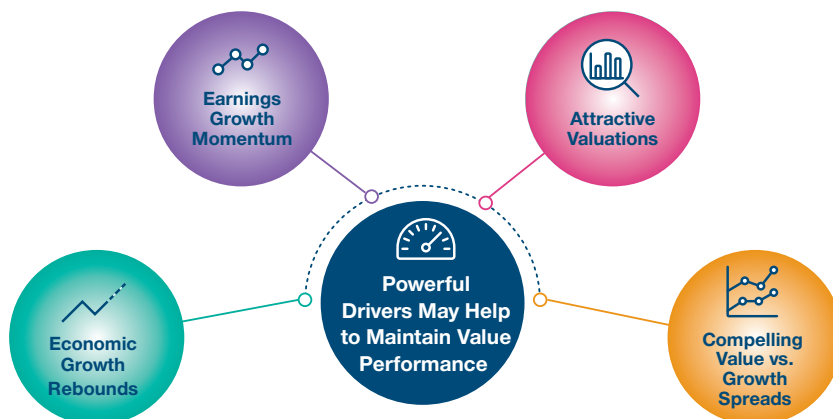 Earnings
Growth
Momentum
Attractive
Valuations
Powerful
Drivers May Help
to Maintain Value
Performance
Economic
Growth
Rebounds
Compelling
Value vs.
Growth
Spreads